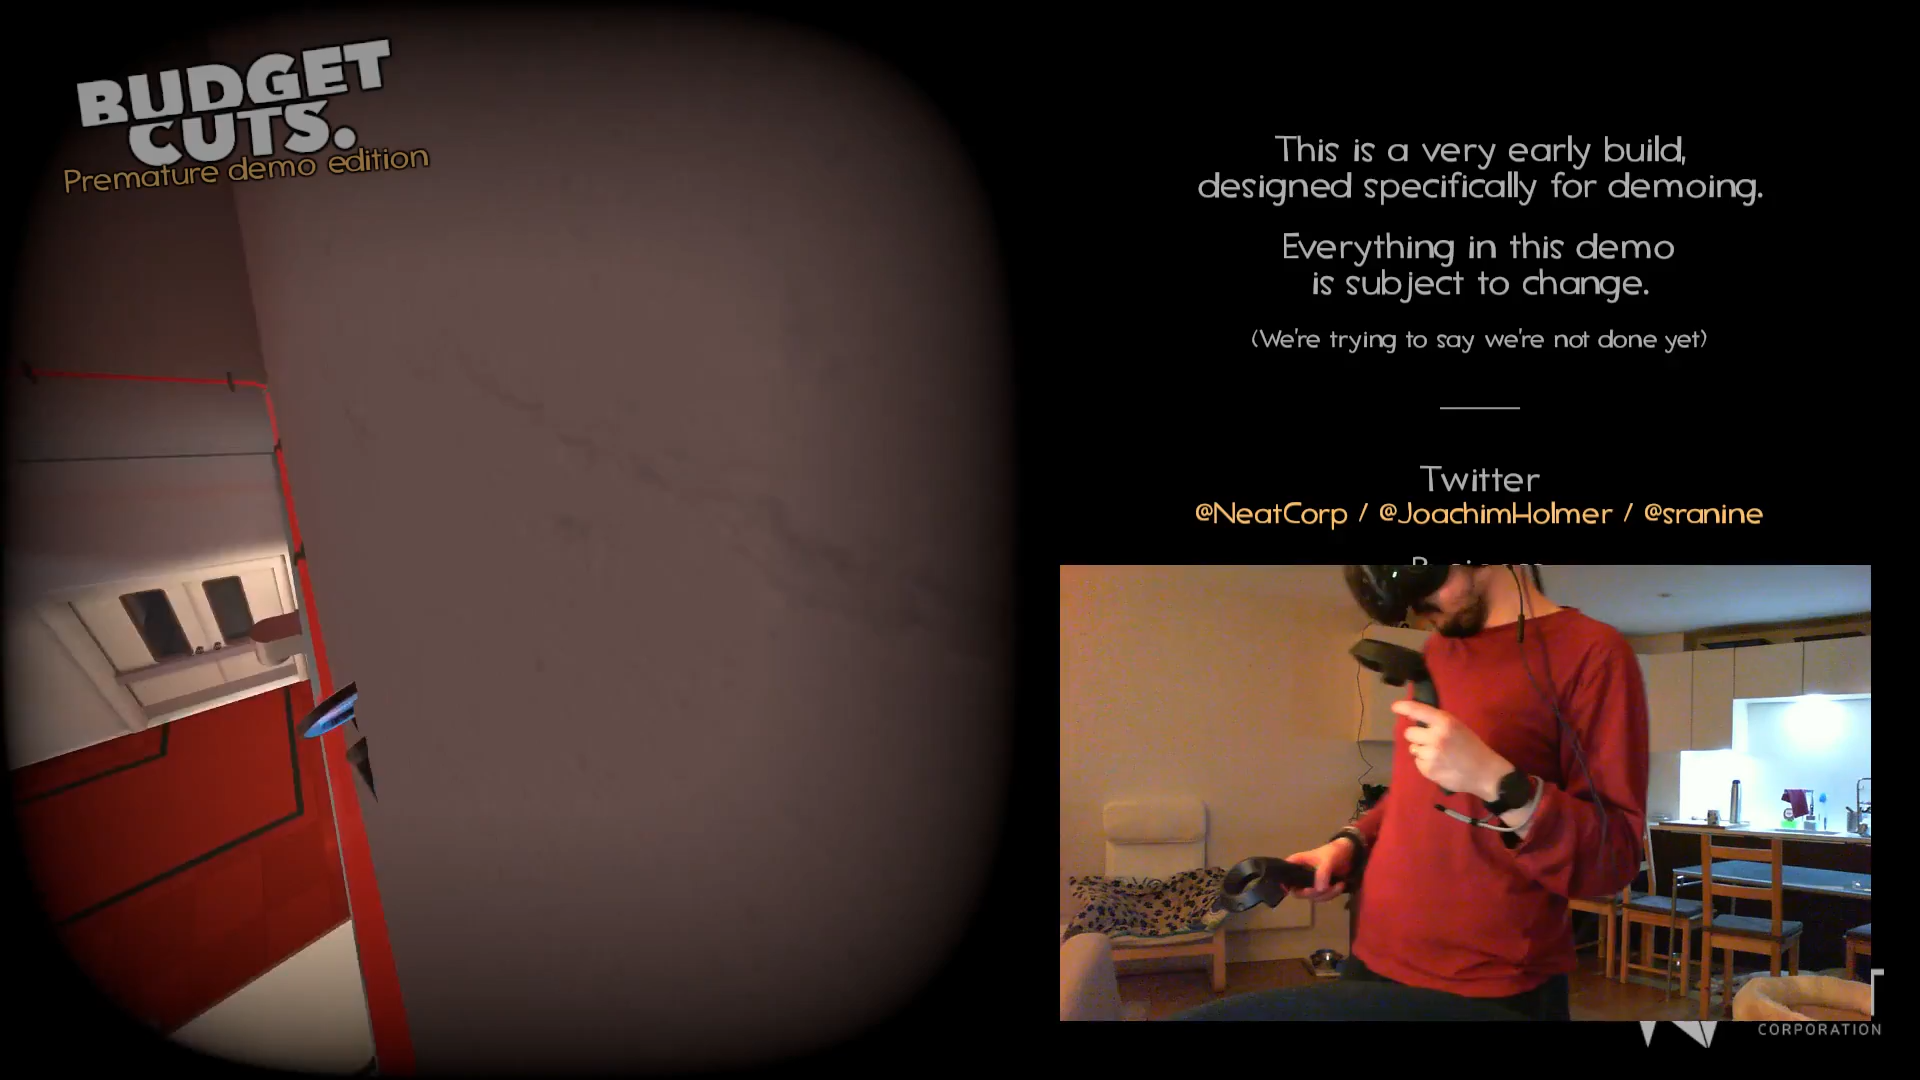 BUDGET
CUTS.
Premature demo edition
This is a very early build,
designed specifically for demoing.
Everything in this demo
is subject to change.
(We're trying to say we're not done yet)
Twitter
@NeatCorp / @JoachimHolmer / @sranine
CORPORATION